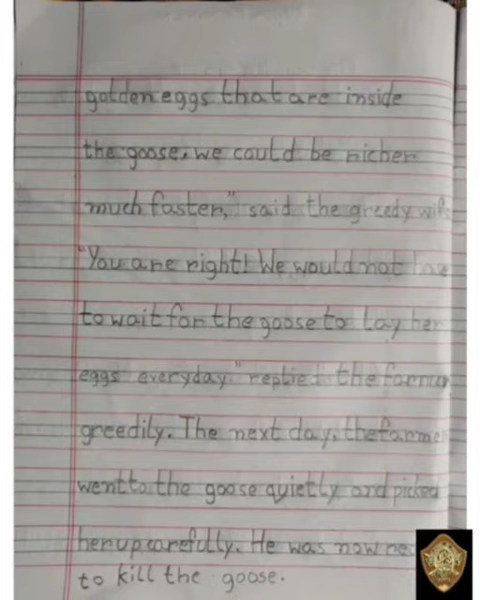 golden eggs that are inside
the goose, we could be richer
much faster," said the greedy wife
"You are right! We would not have
to wait for the goose to lay her
eggs everyday" replied the farmer
greedily. The next day, the farme
went to the goose quietly and picked
her up carefully. He was now
to kill the goose.